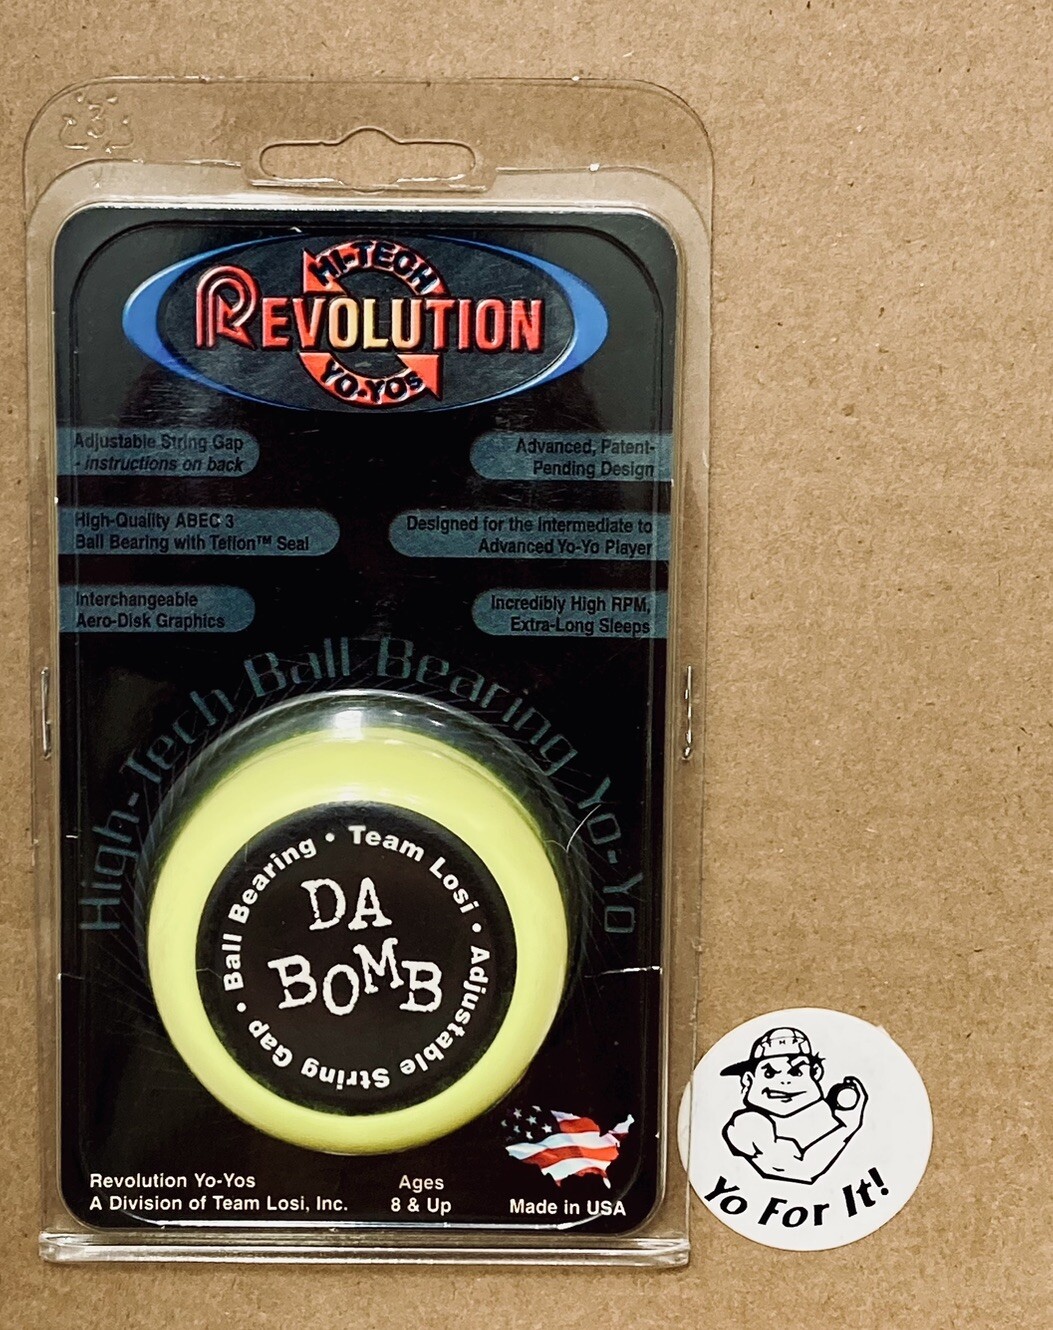 3
HI-TECH
REVOLUTION
YO-YOS
Adjustable String Gap
- instructions on back
Advanced, Patent-
Pending Design
High-Quality ABEC 3
Ball Bearing with Teflon™ Seal
Designed for the Intermediate to
Advanced Yo-Yo Player
Interchangeable
Aero-Disk Graphics
Incredibly High RPM,
Extra-Long Sleeps
High-Tech Ball Bearing Yo-Yo
Ball Bearing • Team Losi • Adjustable String Gap •
DA
BOMB
Revolution Yo-Yos
A Division of Team Losi, Inc.
Ages
8 & Up
Made in USA
Yo For It!